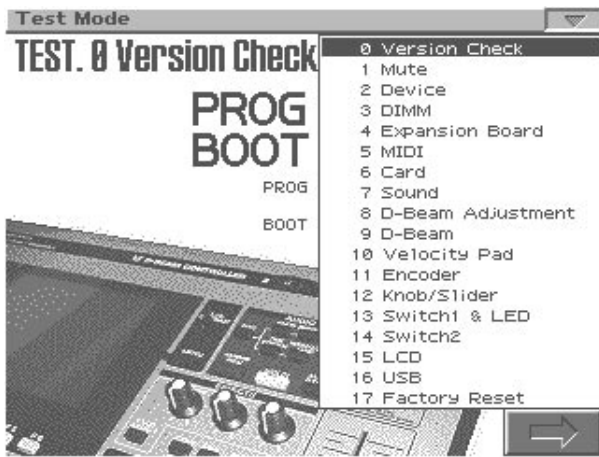 Test Mode
TEST. 0 Version Check
PROG
BOOT
PROG
BOOT
0 Version Check
1 Mute
2 Device
3 DIMM
4 Expansion Board
5 MIDI
6 Card
7 Sound
8 D-Beam Adjustment
9 D-Beam
10 Velocity Pad
11 Encoder
12 Knob/Slider
13 Switch1 & LED
14 Switch2
15 LCD
16 USB
17 Factory Reset